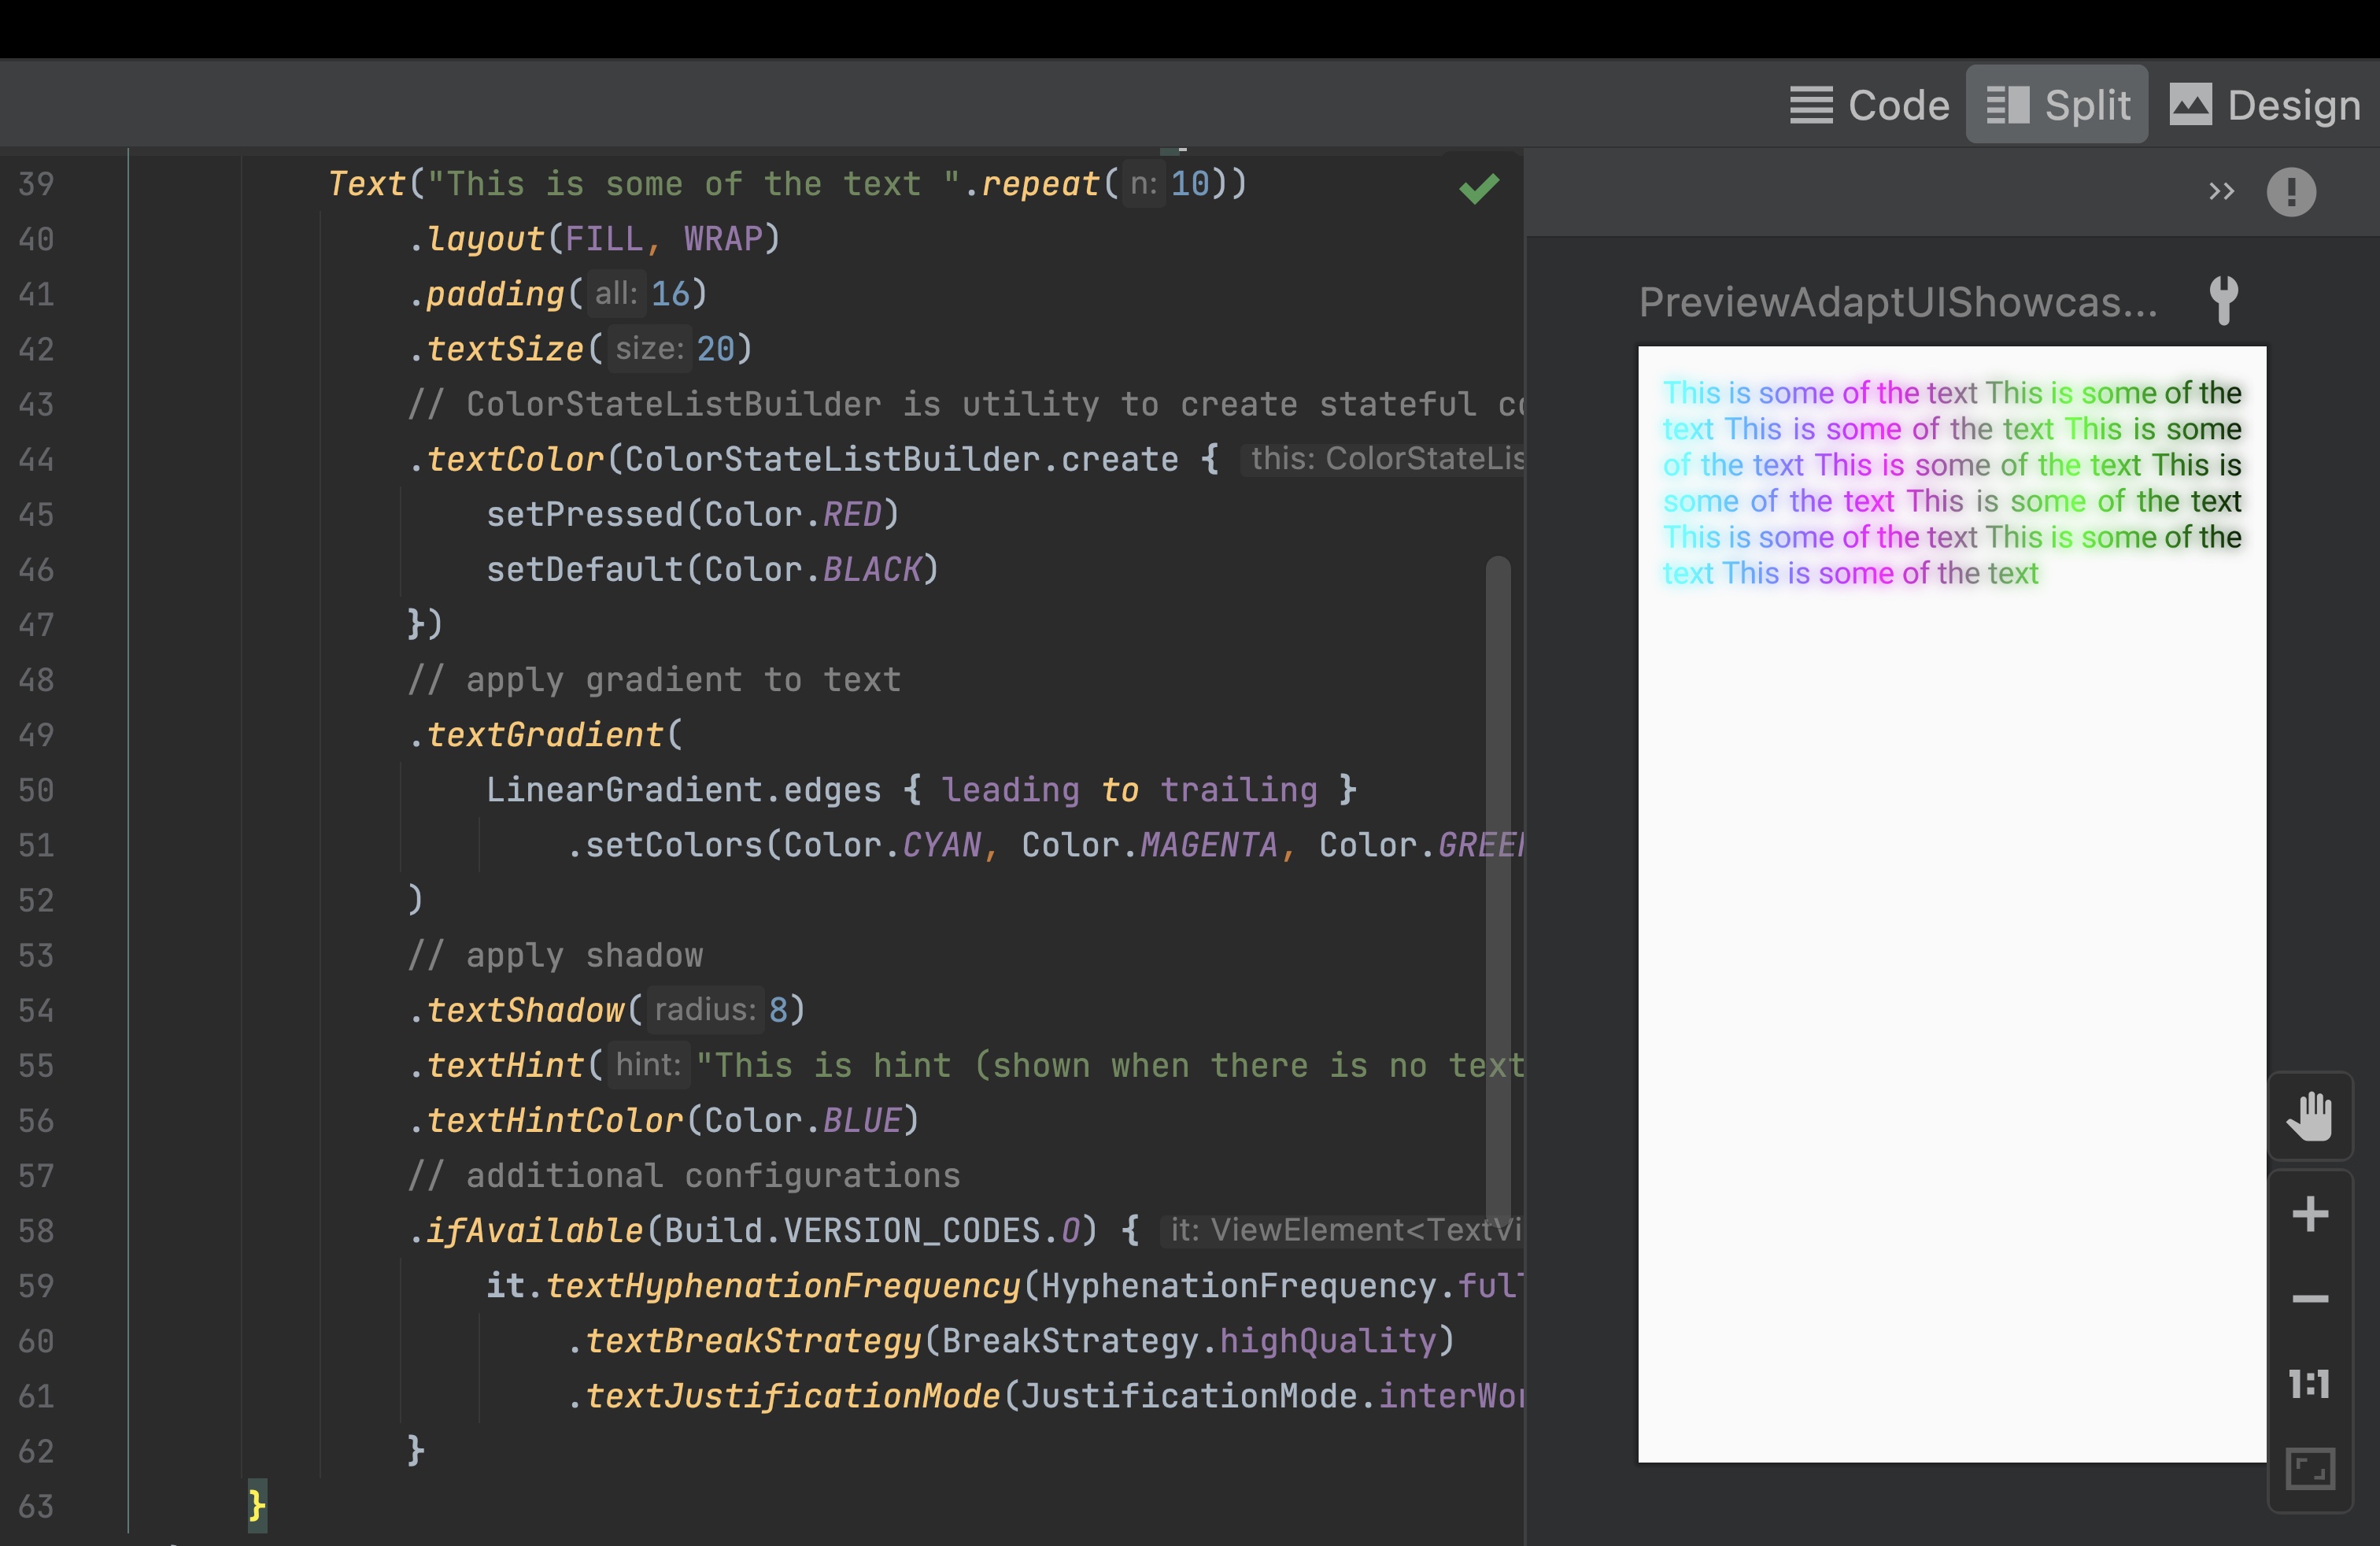 Code Split Design
39 Text("This is some of the text ".repeat( n: 10))
40 .layout(FILL, WRAP)
41 .padding( all: 16)
42 .textSize( size: 20)
43 // ColorStateListBuilder is utility to create stateful
44 .textColor(ColorStateListBuilder.create { this: ColorStateLis
45 setPressed(Color.RED)
46 setDefault(Color.BLACK)
47 })
48 // apply gradient to text
49 .textGradient(
50 LinearGradient.edges { leading to trailing }
51 .setColors(Color.CYAN, Color.MAGENTA, Color.GREEN
52 )
53 // apply shadow
54 .textShadow( radius: 8)
55 .textHint( hint: "This is hint (shown when there is no text
56 .textHintColor(Color.BLUE)
57 // additional configurations
58 .ifAvailable(Build.VERSION_CODES.O) { it: ViewElement<TextVi
59 it.textHyphenationFrequency(HyphenationFrequency.ful
60 .textBreakStrategy(BreakStrategy.highQuality)
61 .textJustificationMode(JustificationMode.interWo
62 }
63 }
PreviewAdaptUIShowcas...
This is some of the text This is some of the
text This is some of the text This is some
of the text This is some of the text This is
some of the text This is some of the text
This is some of the text This is some of the
text This is some of the text
1:1